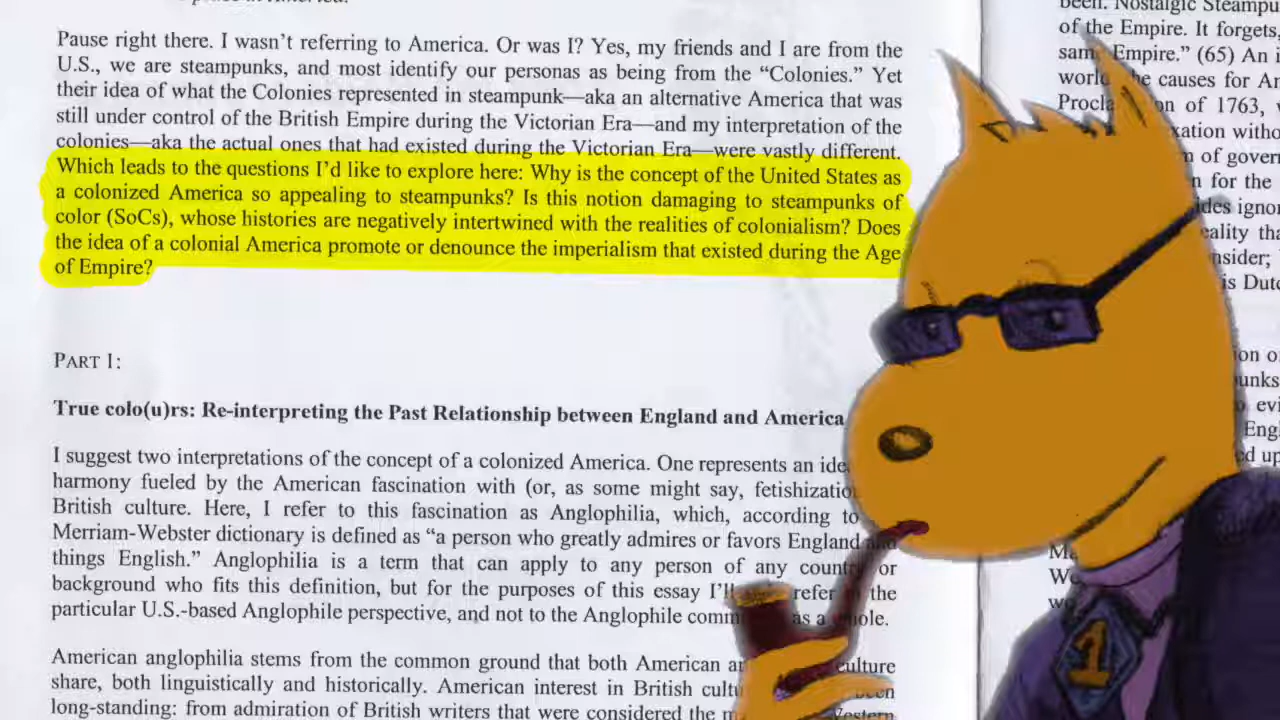 Pause right there. I wasn't referring to America. Or was I? Yes, my friends and I are from the
U.S., we are steampunks, and most identify our personas as being from the “Colonies.” Yet
their idea of what the Colonies represented in steampunk—aka an alternative America that was
still under control of the British Empire during the Victorian Era—and my interpretation of the
colonies—aka the actual ones that had existed during the Victorian Era—were vastly different.
Which leads to the questions I'd like to explore here: Why is the concept of the United States as
a colonized America so appealing to steampunks? Is this notion damaging to steampunks of
color (SoCs), whose histories are negatively intertwined with the realities of colonialism? Does
the idea of a colonial America promote or denounce the imperialism that existed during the Age
of Empire?
PART 1:
True colo(u)rs: Re-interpreting the Past Relationship between England and America
I suggest two interpretations of the concept of a colonized America. One represents an
harmony fueled by the American fascination with (or, as some might say,
British culture. Here, I refer to this fascination as Anglophilia, which, according to
Merriam-Webster dictionary is defined as “a person who greatly admires or favors England
things English.” Anglophilia is a term that can apply to any person of any or
background who fits this definition, but for the purposes of this essay refer the
particular U.S.-based Anglophile perspective, and not to the Anglophile as a
American anglophilia stems from the common ground that both American
share, both linguistically and historically. American interest in British
long-standing: from admiration of British writers that were considered the
been. Nostalgic
of the Empire. It forgets,
Empire.” (65) An
causes for
of 1763,
of
for the
is
1